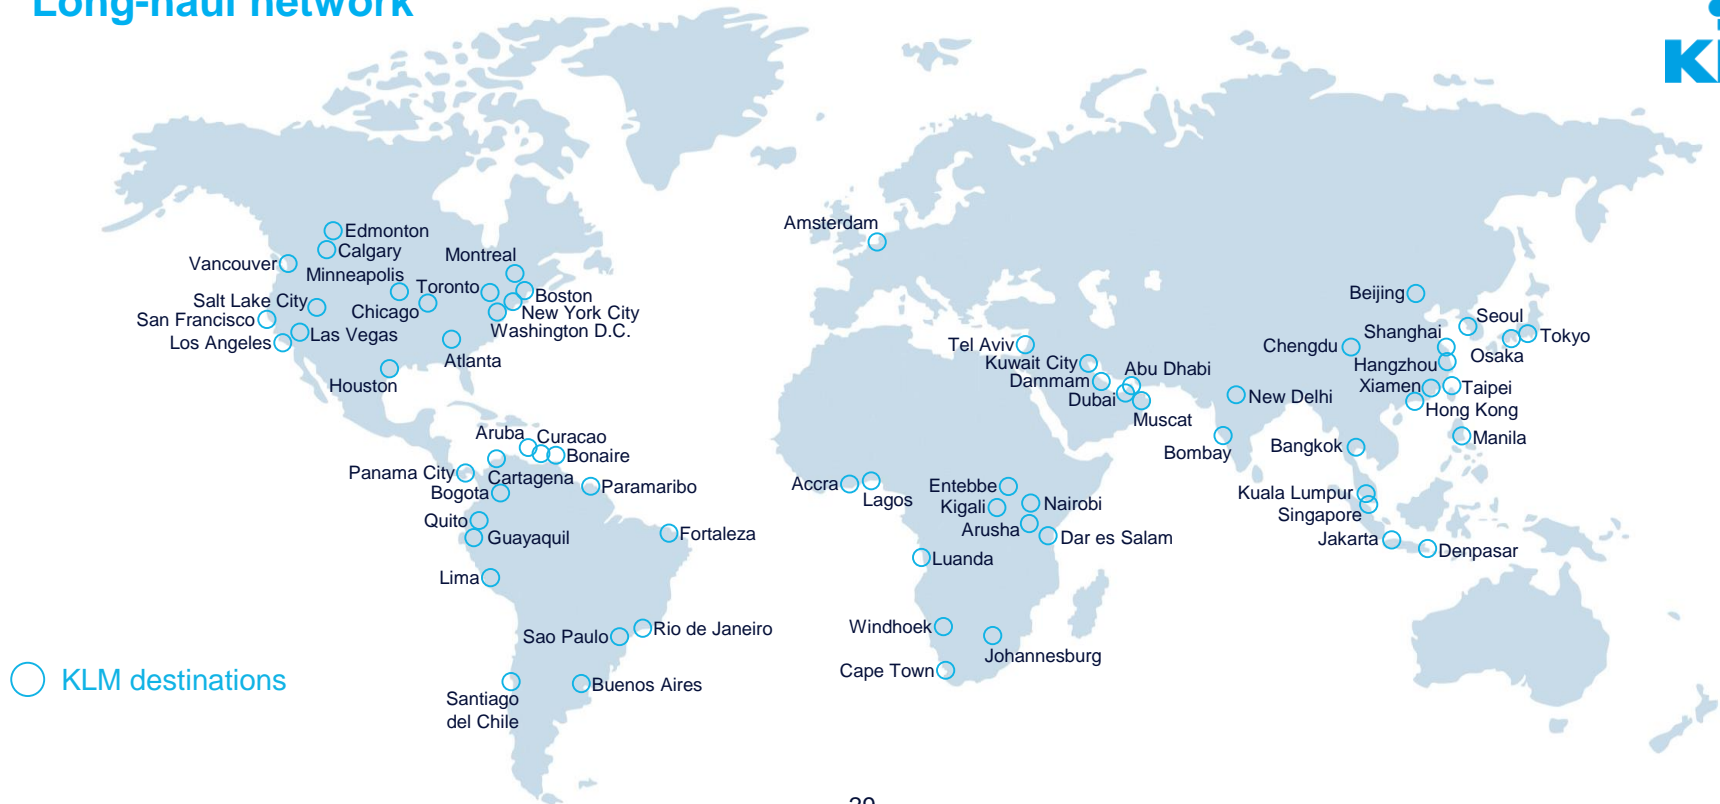 Long-haul network
Edmonton
Calgary
Vancouver
Montreal
Minneapolis
Toronto
Boston
Salt Lake City
Chicago
New York City
San Francisco
Las Vegas
Washington D.C.
Los Angeles
Atlanta
Houston
Aruba
Curacao
Bonaire
Panama City
Cartagena
Bogota
Paramaribo
Quito
Guayaquil
Fortaleza
Lima
Sao Paulo
Rio de Janeiro
Santiago
del Chile
Buenos Aires
Amsterdam
Tel Aviv
Kuwait City
Dammam
Abu Dhabi
Dubai
Muscat
Accra
Lagos
Entebbe
Kigali
Nairobi
Arusha
Dar es Salam
Luanda
Windhoek
Johannesburg
Cape Town
New Delhi
Bombay
Beijing
Seoul
Shanghai
Tokyo
Chengdu
Osaka
Hangzhou
Xiamen
Taipei
Hong Kong
Manila
Bangkok
Kuala Lumpur
Singapore
Jakarta
Denpasar
KLM destinations